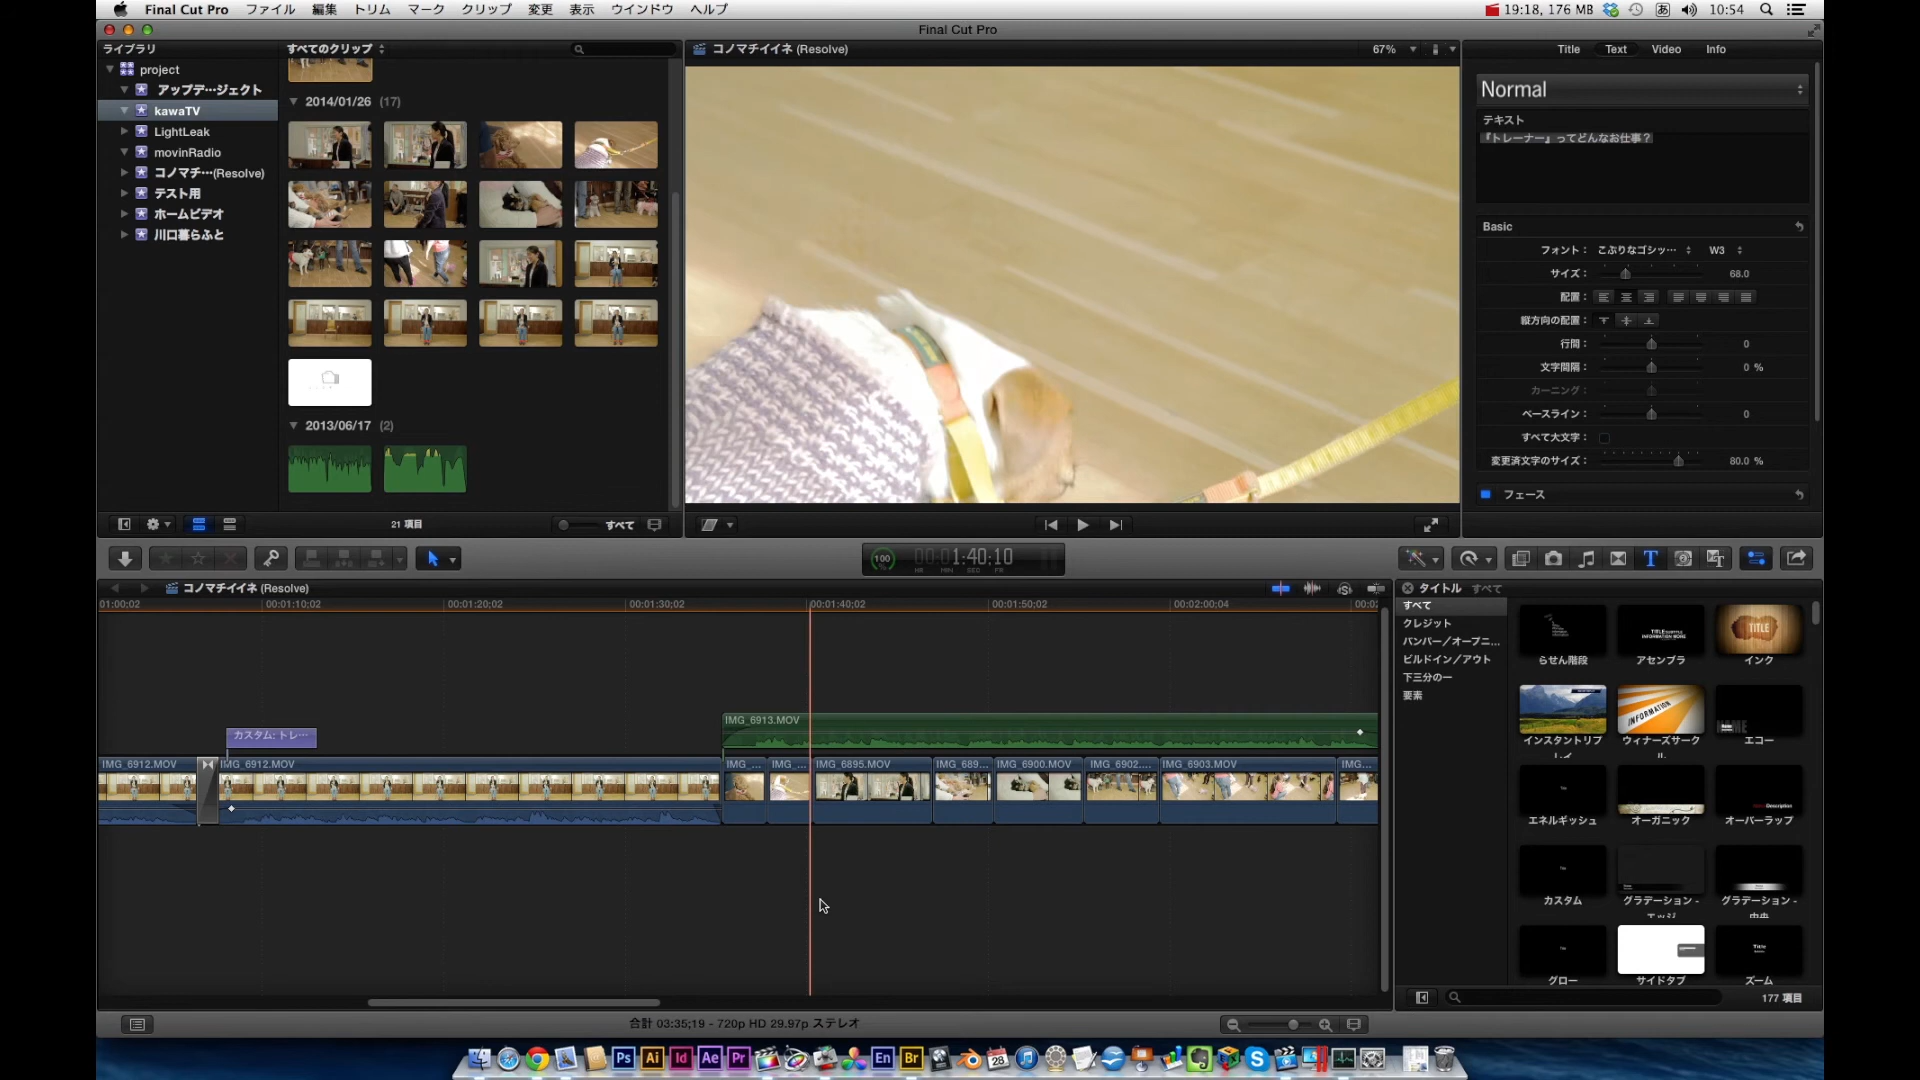 Final Cut Pro ファイル 編集 トリム マーク クリップ 変更 表示 ウインドウ ヘルプ 19:18, 176 MB あ 10:54
Final Cut Pro
ライブラリ すべてのクリップ コノマチイイネ (Resolve) 67% Title Text Video Info
project
アップデ…ジェクト
kawaTV
LightLeak
movinRadio
コノマチ…(Resolve)
テスト用
ホームビデオ
川口暮らふと
2014/01/26 (17)
2013/06/17 (2)
21 項目 すべて
Normal
テキスト
『トレーナー』ってどんなお仕事？
Basic
フォント： こぶりなゴシッ… W3
サイズ： 68.0
配置：
縦方向の配置：
行間： 0
文字間隔： 0 %
カーニング：
ベースライン： 0
すべて大文字：
変更済文字のサイズ： 80.0 %
フェース
100 00:01:40:10
HR MIN SEC FR
コノマチイイネ (Resolve)
01:00;02 00:01:10;02 00:01:20;02 00:01:30;02 00:01:40;02 00:01:50;02 00:02:00;04
IMG_6913.MOV
カスタム: トレ…
IMG_6912.MOV IMG_6912.MOV IMG_... IMG_... IMG_6895.MOV IMG_689... IMG_6900.MOV IMG_6902.... IMG_6903.MOV IMG...
タイトル すべて
すべて
クレジット
バンパー／オープニ...
ビルドイン／アウト
下三分の一
要素
TITLE
らせん階段 アセンブラ インク
INFORMATION
NAME
インスタントリプレイ ウィナーズサークル エコー
エネルギッシュ オーガニック オーバーラップ
カスタム グラデーション - エッジ グラデーション - 中央
Title
グロー サイドタブ ズーム
177 項目
合計 03:35;19 - 720p HD 29.97p ステレオ
Ps Ai Id Ae Pr En Br 28 S